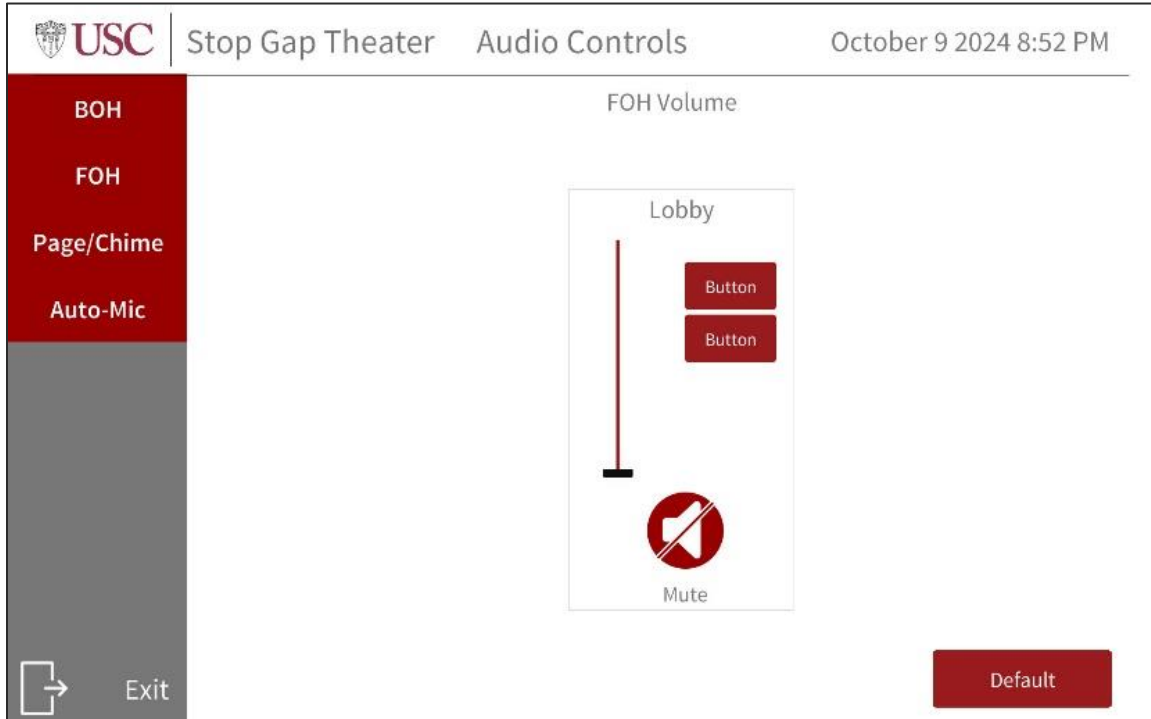 USC Stop Gap Theater Audio Controls October 9 2024 8:52 PM
BOH
FOH
Page/Chime
Auto-Mic
Exit
FOH Volume
Lobby
Button
Button
Mute
Default